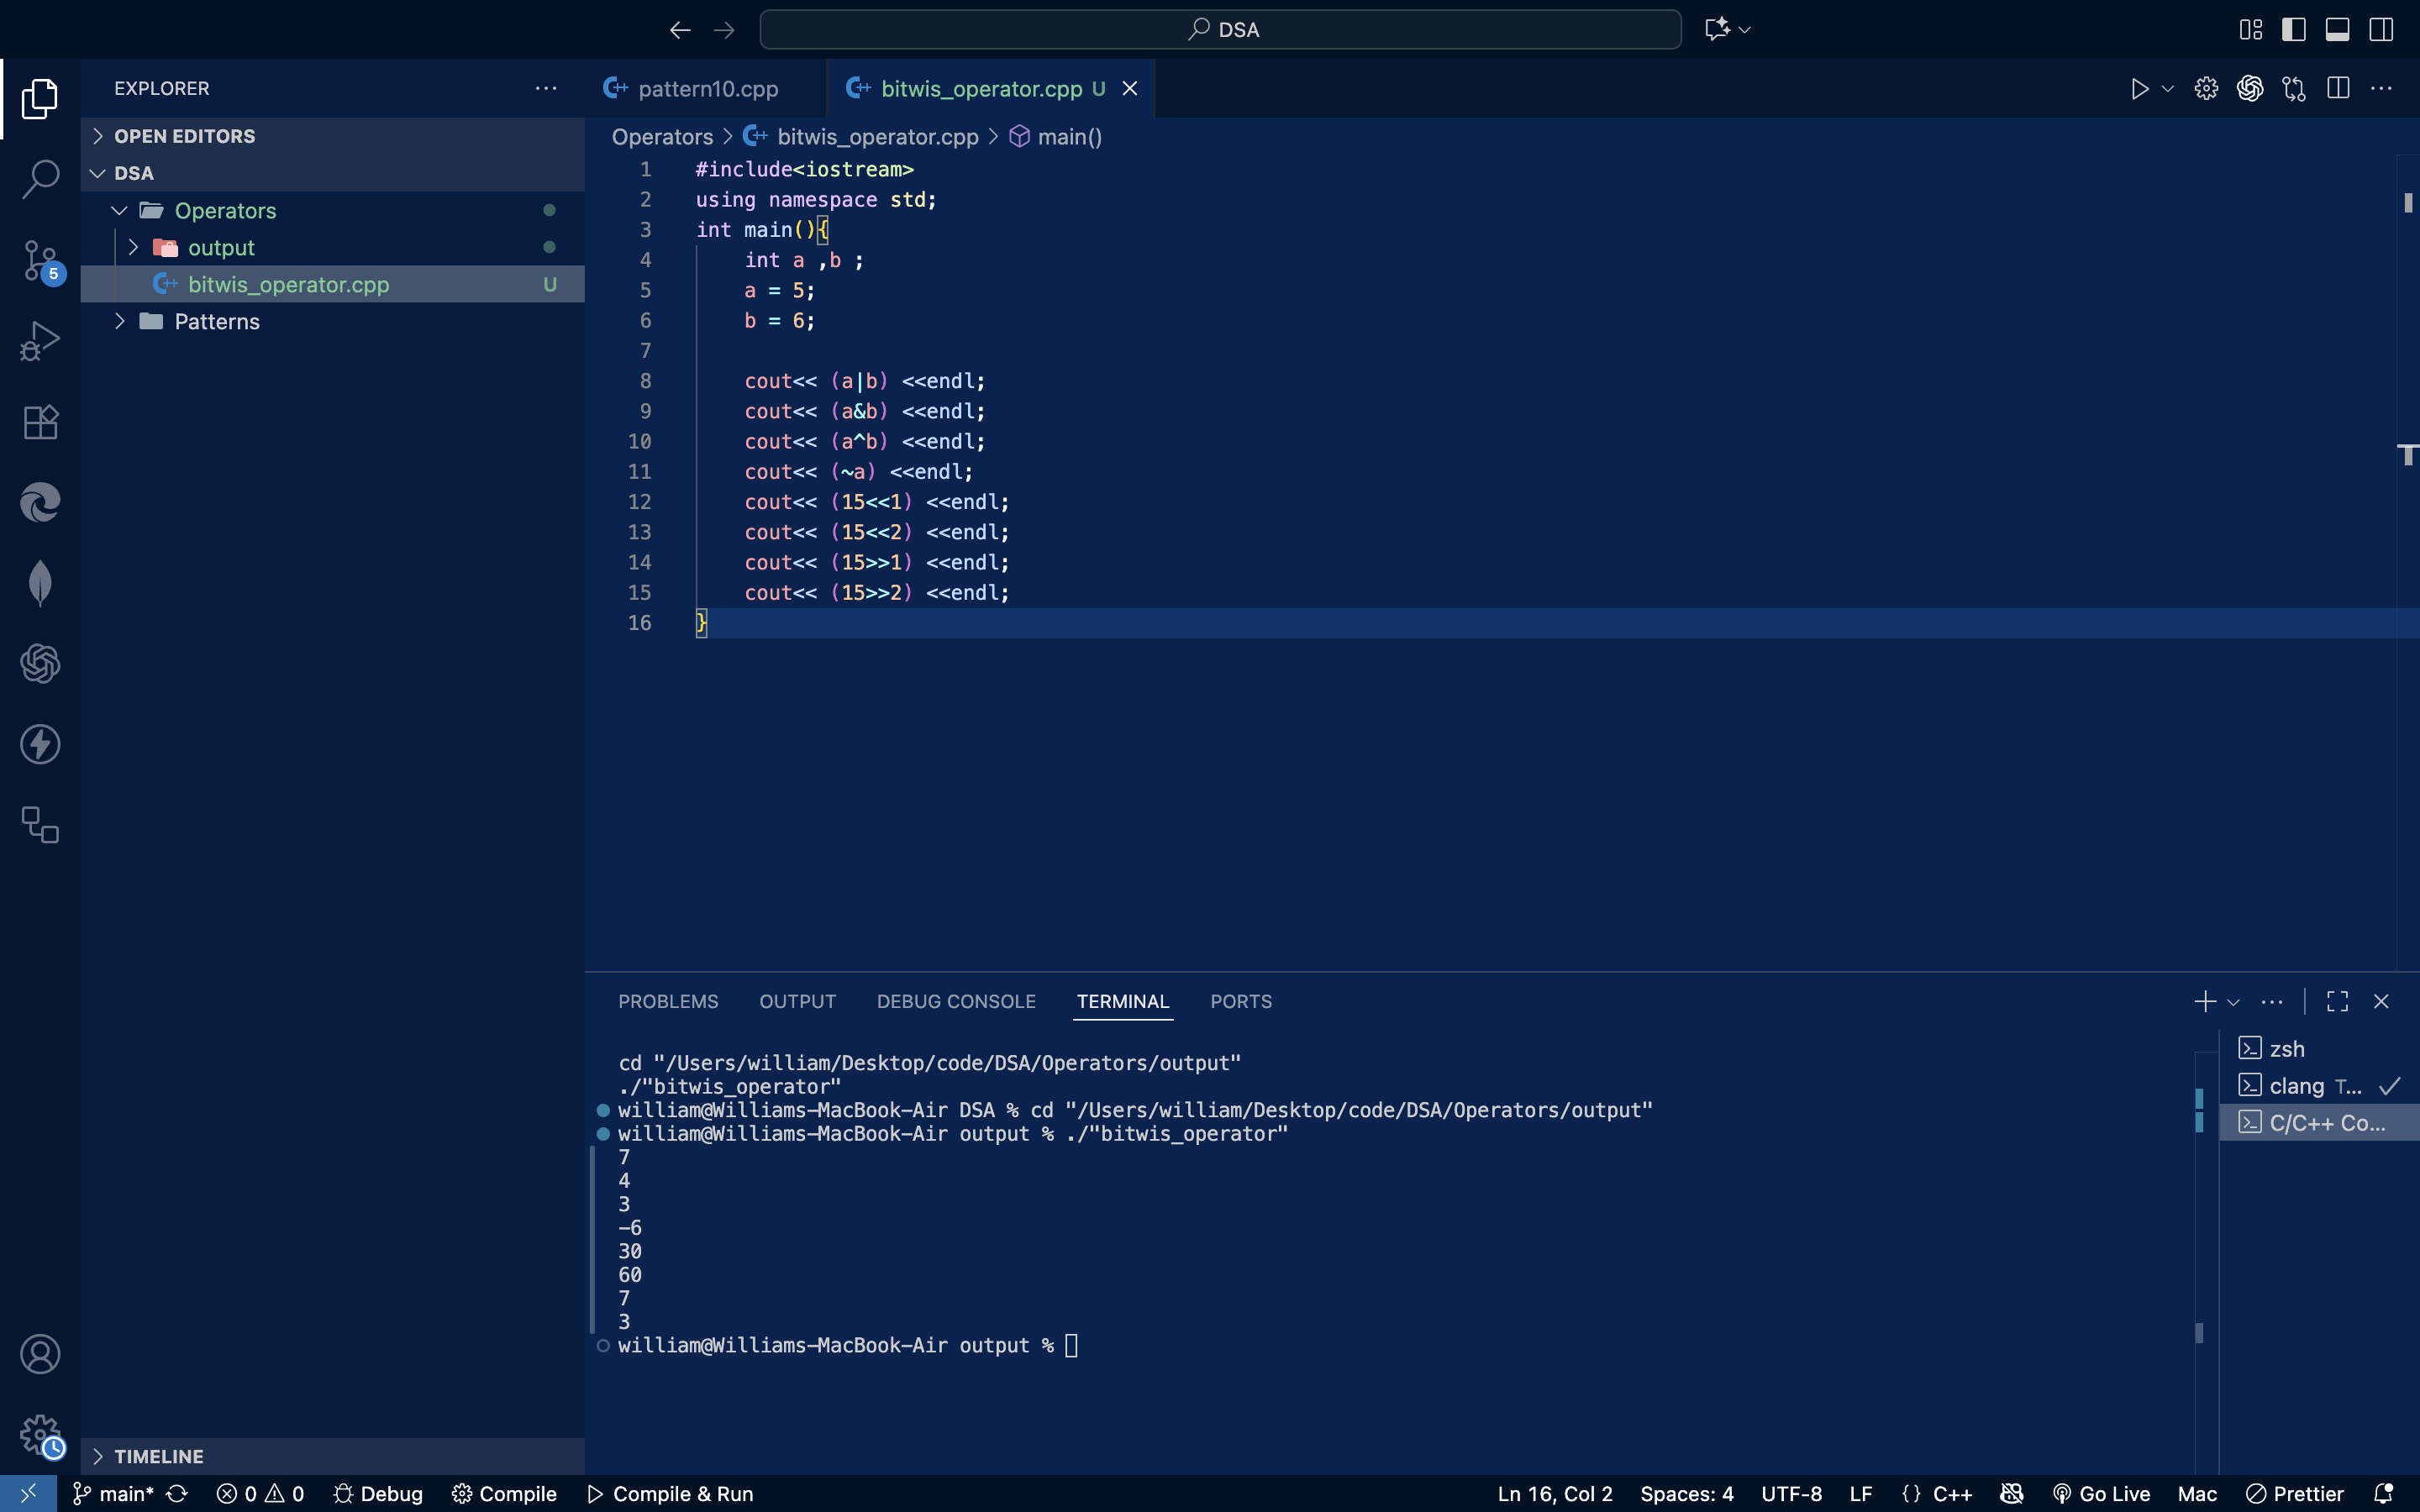 DSA
EXPLORER
pattern10.cpp
bitwis_operator.cpp U
OPEN EDITORS
DSA
Operators
output
bitwis_operator.cpp U
Patterns
5
Operators > bitwis_operator.cpp > main()
1 #include<iostream>
2 using namespace std;
3 int main(){
4 int a ,b ;
5 a = 5;
6 b = 6;
7
8 cout<< (a|b) <<endl;
9 cout<< (a&b) <<endl;
10 cout<< (a^b) <<endl;
11 cout<< (~a) <<endl;
12 cout<< (15<<1) <<endl;
13 cout<< (15<<2) <<endl;
14 cout<< (15>>1) <<endl;
15 cout<< (15>>2) <<endl;
16 }
PROBLEMS OUTPUT DEBUG CONSOLE TERMINAL PORTS
cd "/Users/william/Desktop/code/DSA/Operators/output"
./"bitwis_operator"
william@Williams-MacBook-Air DSA % cd "/Users/william/Desktop/code/DSA/Operators/output"
william@Williams-MacBook-Air output % ./"bitwis_operator"
7
4
3
-6
30
60
7
3
william@Williams-MacBook-Air output %
zsh
clang T...
C/C++ Co...
TIMELINE
main* 0 0 Debug Compile Compile & Run Ln 16, Col 2 Spaces: 4 UTF-8 LF {} C++ Go Live Mac Prettier